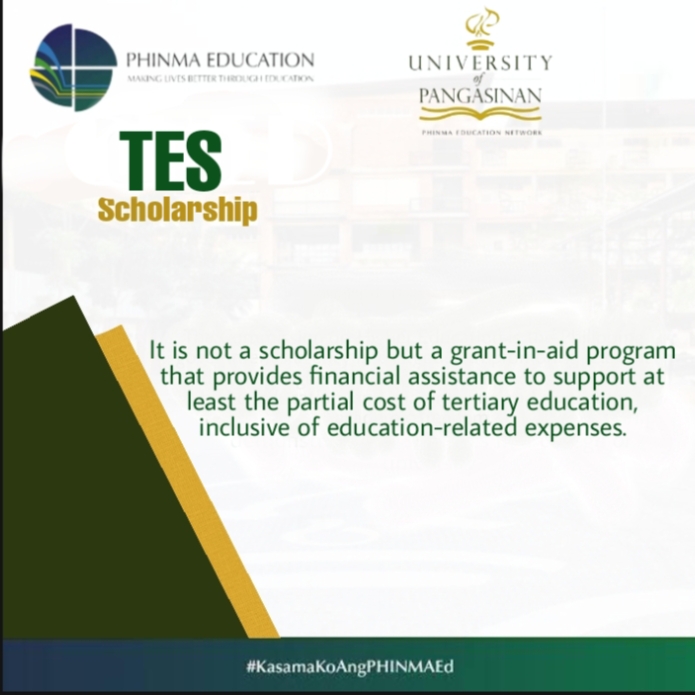 PHINMA EDUCATION
MAKING LIVES BETTER THROUGH EDUCATION
UNIVERSITY
of
PANGASINAN
PHINMA EDUCATION NETWORK
TES
Scholarship
It is not a scholarship but a grant-in-aid program
that provides financial assistance to support at
least the partial cost of tertiary education,
inclusive of education-related expenses.
#KasamaKoAngPHINMAEd